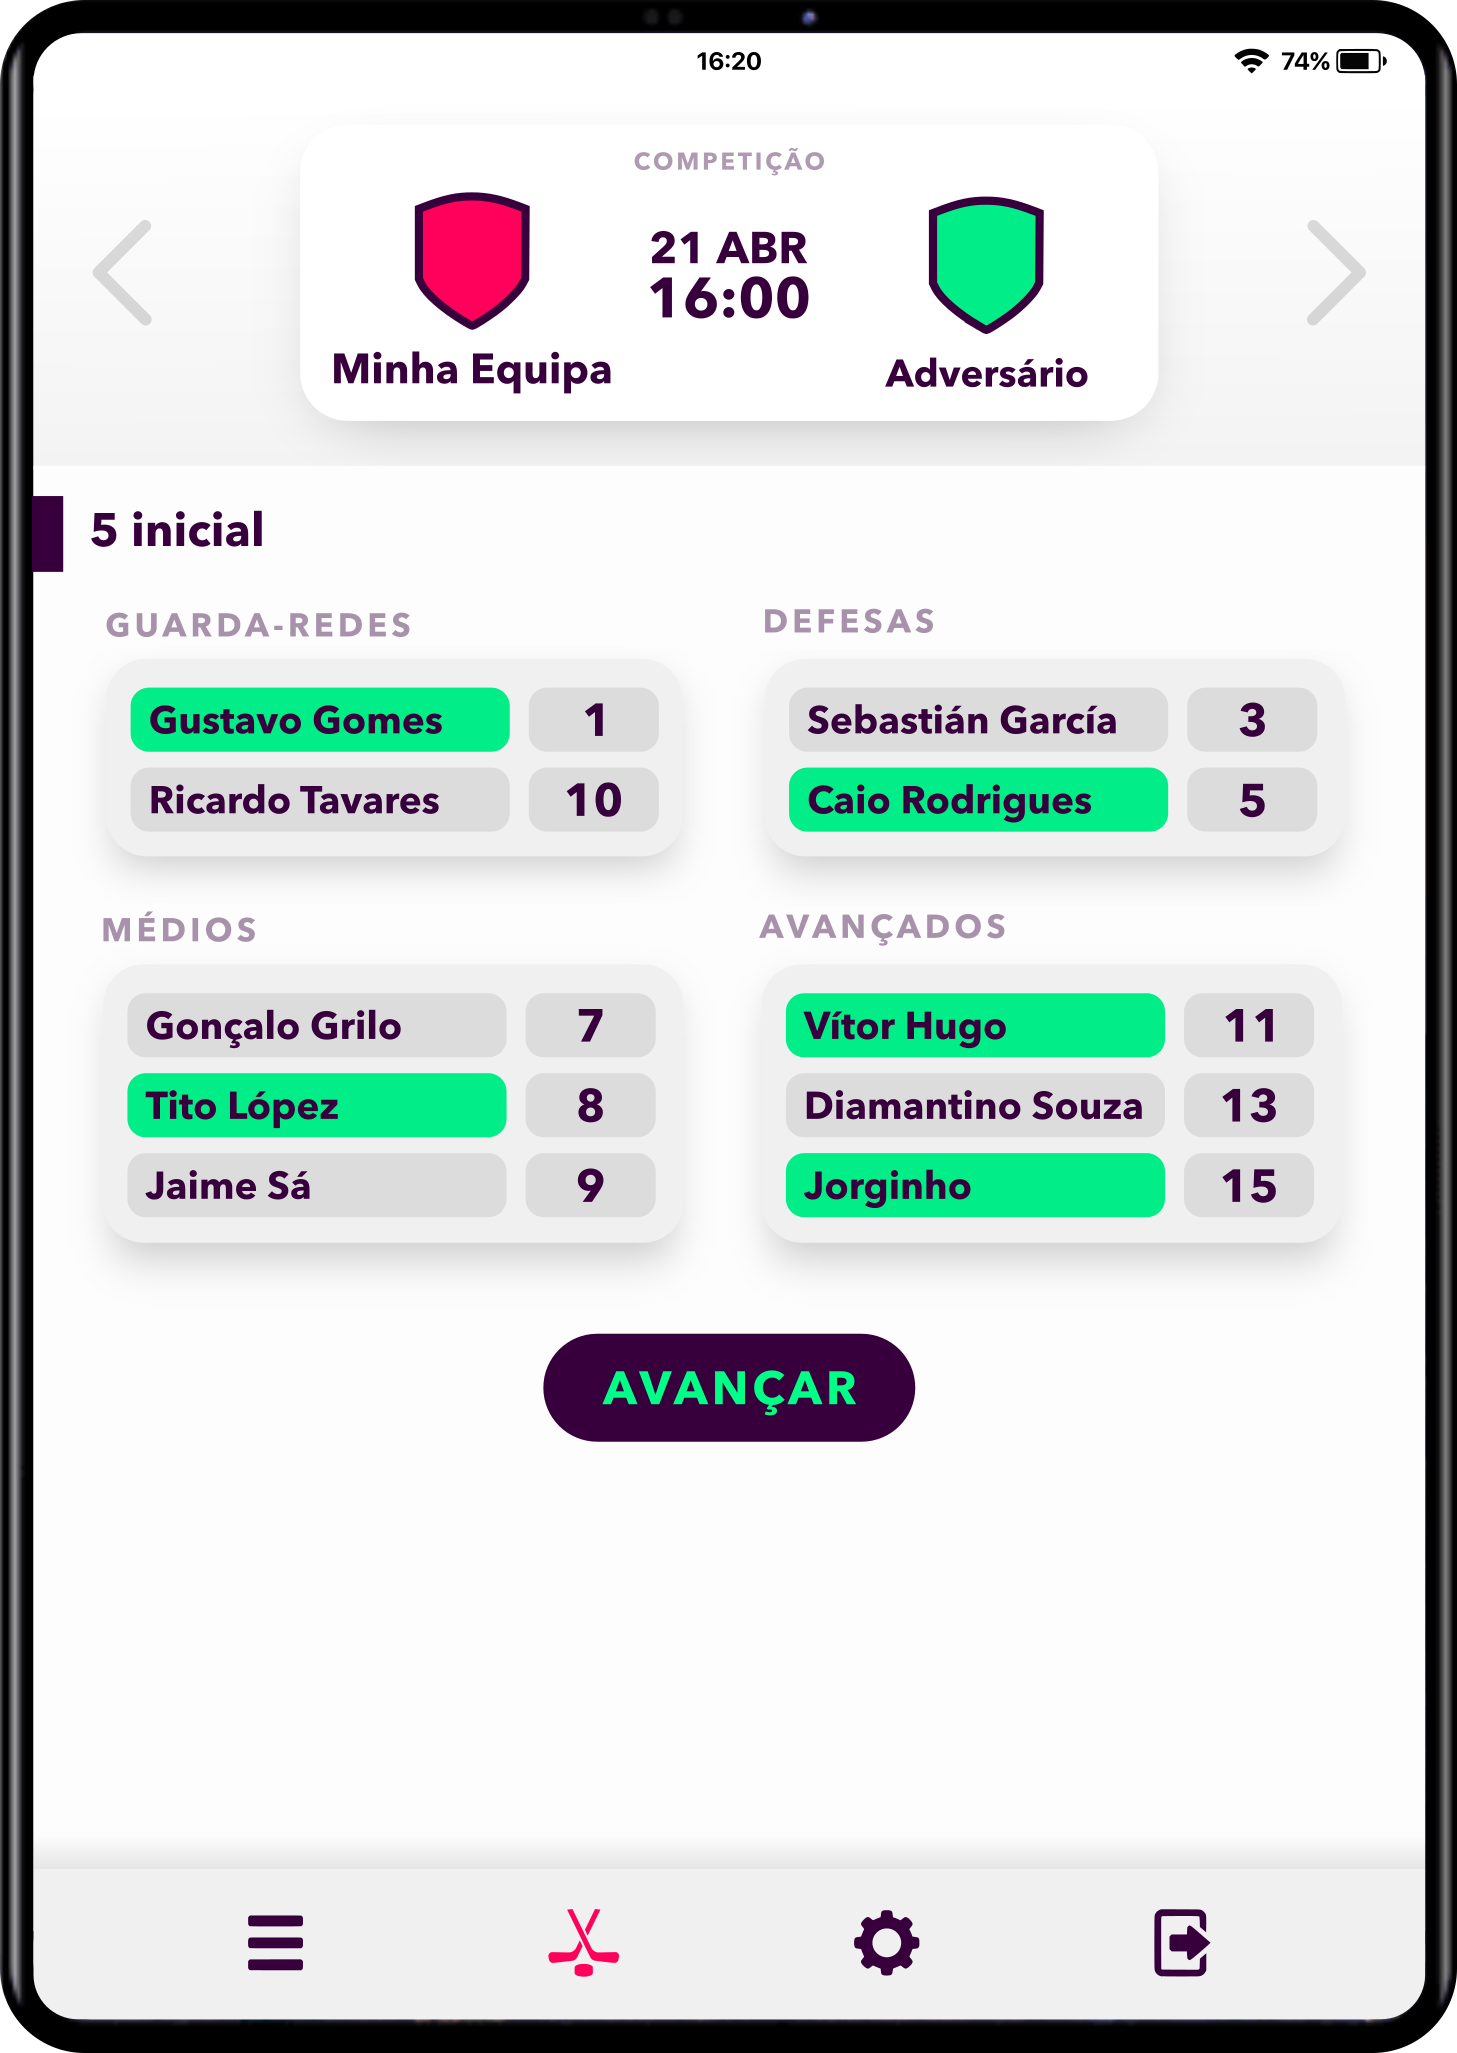 16:20
74%
COMPETIÇÃO
21 ABR
16:00
Minha Equipa
Adversário
5 inicial
GUARDA-REDES
Gustavo Gomes 1
Ricardo Tavares 10
DEFESAS
Sebastián García 3
Caio Rodrigues 5
MÉDIOS
Gonçalo Grilo 7
Tito López 8
Jaime Sá 9
AVANÇADOS
Vítor Hugo 11
Diamantino Souza 13
Jorginho 15
AVANÇAR